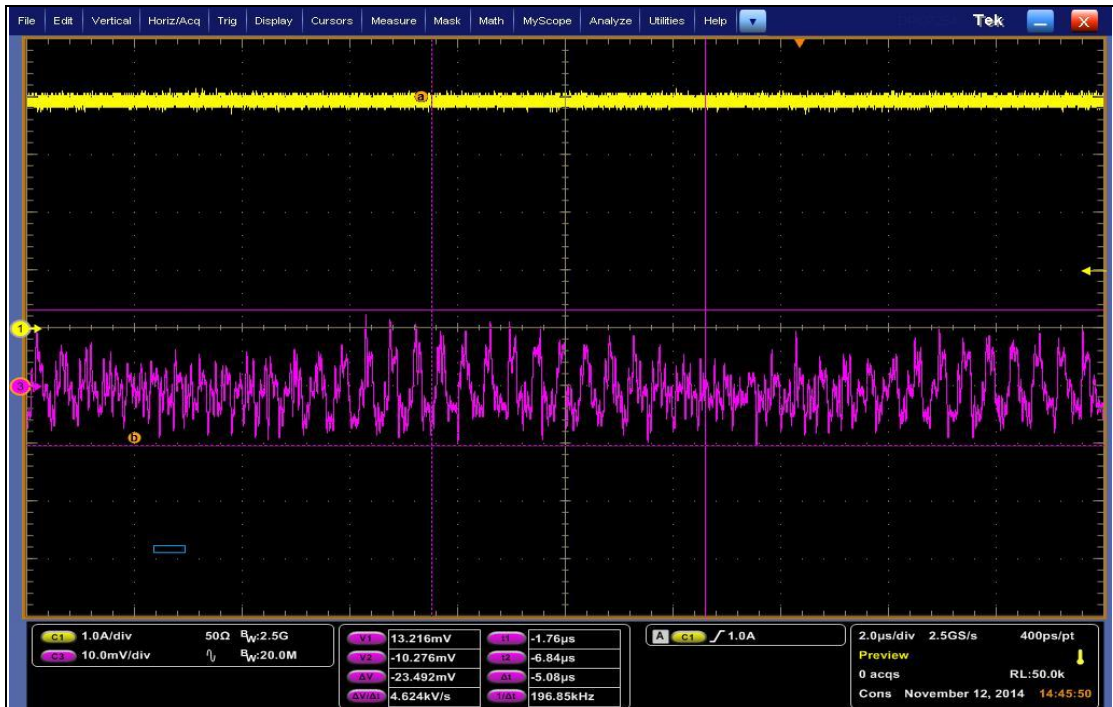 File Edit Vertical Horiz/Acq Trig Display Cursors Measure Mask Math MyScope Analyze Utilities Help Tek X
a
1
3
b
C1 1.0A/div 50Ω BW:2.5G
C3 10.0mV/div BW:20.0M
V1 13.216mV
V2 -10.276mV
ΔV -23.492mV
ΔV/Δt 4.624kV/s
t1 -1.76µs
t2 -6.84µs
Δt -5.08µs
1/Δt 196.85kHz
A C1 1.0A
2.0µs/div 2.5GS/s 400ps/pt
Preview
0 acqs RL:50.0k
Cons November 12, 2014 14:45:50